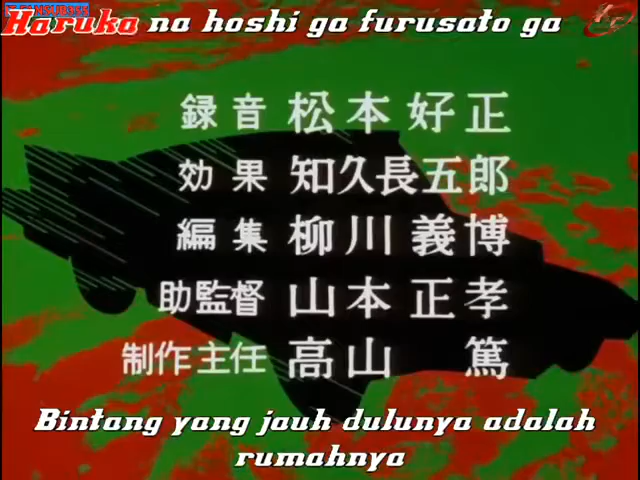 Haruka na hoshi ga furusato ga
録音 松本好正
効果 知久長五郎
編集 柳川義博
助監督 山本正孝
制作主任 高山 篤
Bintang yang jauh dulunya adalah
rumahnya